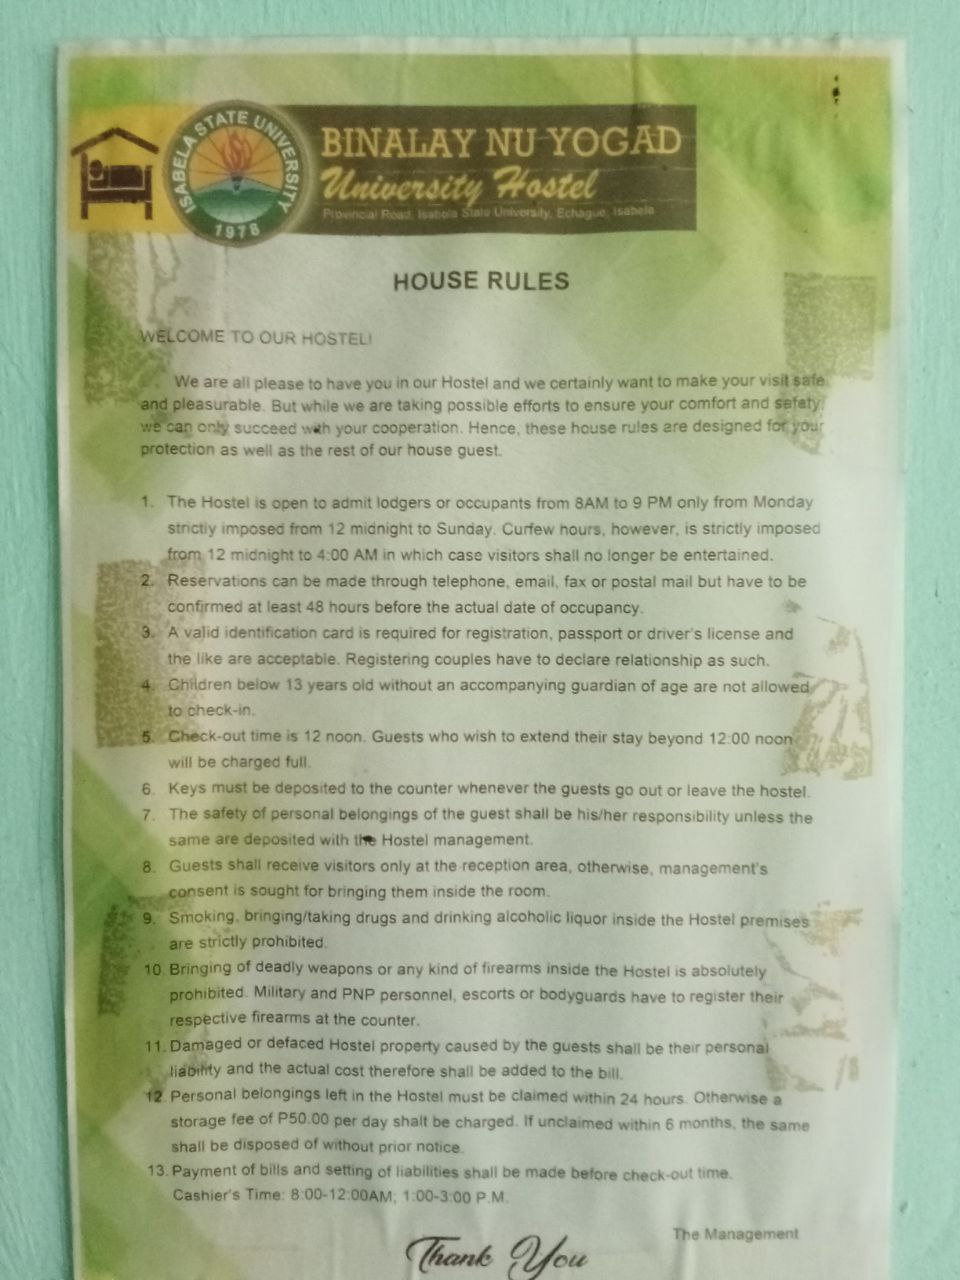 ISABELA STATE UNIVERSITY
1978
BINALAY NU YOGAD
University Hostel
Provincial Road, Isabela State University, Echague, Isabela
HOUSE RULES
WELCOME TO OUR HOSTEL!
We are all please to have you in our Hostel and we certainly want to make your visit safe
and pleasurable. But while we are taking possible efforts to ensure your comfort and safety,
we can only succeed with your cooperation. Hence, these house rules are designed for your
protection as well as the rest of our house guest.
1. The Hostel is open to admit lodgers or occupants from 8AM to 9 PM only from Monday
strictly imposed from 12 midnight to Sunday. Curfew hours, however, is strictly imposed
from 12 midnight to 4:00 AM in which case visitors shall no longer be entertained.
2. Reservations can be made through telephone, email, fax or postal mail but have to be
confirmed at least 48 hours before the actual date of occupancy.
3. A valid identification card is required for registration, passport or driver's license and
the like are acceptable. Registering couples have to declare relationship as such.
4. Children below 13 years old without an accompanying guardian of age are not allowed
to check-in.
5. Check-out time is 12 noon. Guests who wish to extend their stay beyond 12:00 noon
will be charged full.
6. Keys must be deposited to the counter whenever the guests go out or leave the hostel.
7. The safety of personal belongings of the guest shall be his/her responsibility unless the
same are deposited with the Hostel management.
8. Guests shall receive visitors only at the reception area, otherwise, management's
consent is sought for bringing them inside the room.
9. Smoking, bringing/taking drugs and drinking alcoholic liquor inside the Hostel premises
are strictly prohibited.
10. Bringing of deadly weapons or any kind of firearms inside the Hostel is absolutely
prohibited. Military and PNP personnel, escorts or bodyguards have to register their
respective firearms at the counter.
11. Damaged or defaced Hostel property caused by the guests shall be their personal
liability and the actual cost therefore shall be added to the bill.
12. Personal belongings left in the Hostel must be claimed within 24 hours. Otherwise a
storage fee of P50.00 per day shalt be charged. If unclaimed within 6 months, the same
shall be disposed of without prior notice.
13. Payment of bills and setting of liabilities shall be made before check-out time.
Cashier's Time: 8:00-12:00AM; 1:00-3:00 P.M.
The Management
Thank You